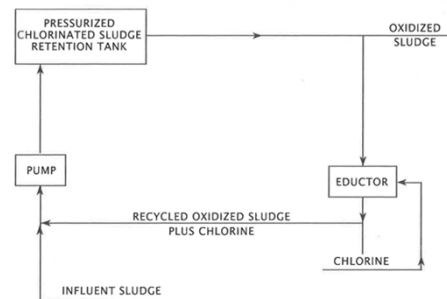 PRESSURIZED
CHLORINATED SLUDGE
RETENTION TANK
OXIDIZED
SLUDGE
PUMP
EDUCTOR
RECYCLED OXIDIZED SLUDGE
PLUS CHLORINE
CHLORINE
INFLUENT SLUDGE